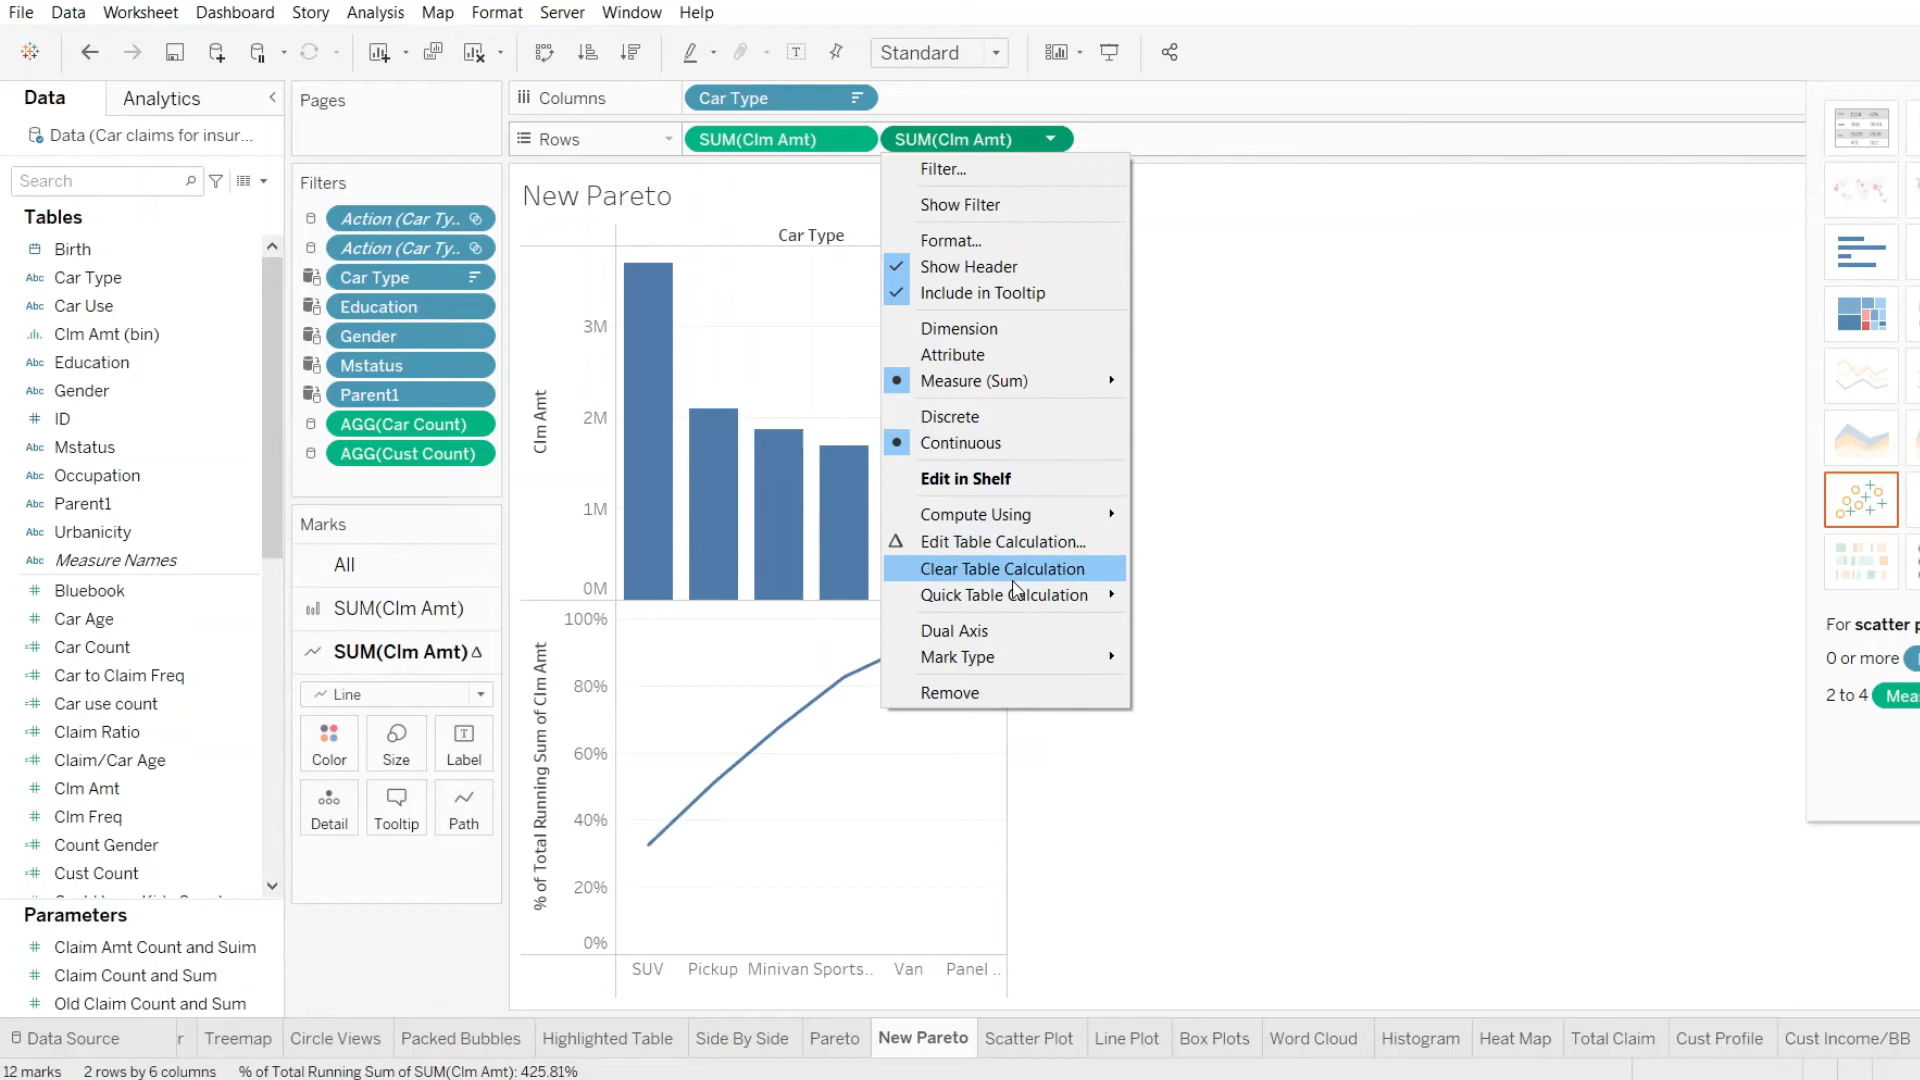 File Data Worksheet Dashboard Story Analysis Map Format Server Window Help
Standard
Data Analytics
Data (Car claims for insur...
Search
Tables
Birth
Car Type
Car Use
Clm Amt (bin)
Education
Gender
ID
Mstatus
Occupation
Parent1
Urbanicity
Measure Names
Bluebook
Car Age
Car Count
Car to Claim Freq
Car use count
Claim Ratio
Claim/Car Age
Clm Amt
Clm Freq
Count Gender
Cust Count
Parameters
Claim Amt Count and Suim
Claim Count and Sum
Old Claim Count and Sum
Pages
Filters
Action (Car Ty..
Action (Car Ty..
Car Type
Education
Gender
Mstatus
Parent1
AGG(Car Count)
AGG(Cust Count)
Marks
All
SUM(Clm Amt)
SUM(Clm Amt) Δ
Line
Color Size Label
Detail Tooltip Path
Columns Car Type
Rows SUM(Clm Amt) SUM(Clm Amt)
New Pareto
Car Type
Clm Amt
3M
2M
1M
0M
% of Total Running Sum of Clm Amt
100%
80%
60%
40%
20%
0%
SUV Pickup Minivan Sports.. Van Panel ..
Filter...
Show Filter
Format...
Show Header
Include in Tooltip
Dimension
Attribute
Measure (Sum)
Discrete
Continuous
Edit in Shelf
Compute Using
Δ Edit Table Calculation...
Clear Table Calculation
Quick Table Calculation
Dual Axis
Mark Type
Remove
For scatter p
0 or more
2 to 4 Mea
Data Source r Treemap Circle Views Packed Bubbles Highlighted Table Side By Side Pareto New Pareto Scatter Plot Line Plot Box Plots Word Cloud Histogram Heat Map Total Claim Cust Profile Cust Income/BB
12 marks 2 rows by 6 columns % of Total Running Sum of SUM(Clm Amt): 425.81%